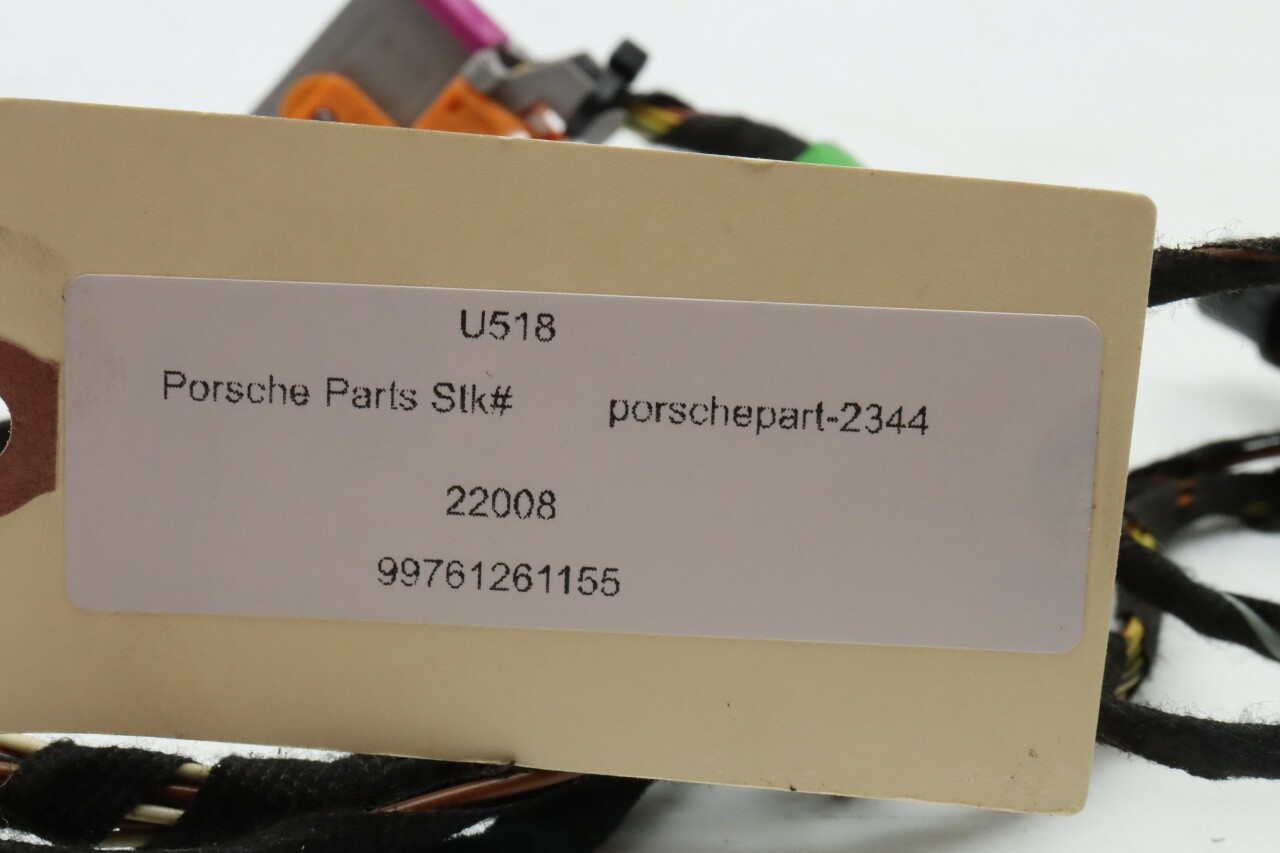 U518
Porsche Parts Stk# porschepart-2344
22008
99761261155